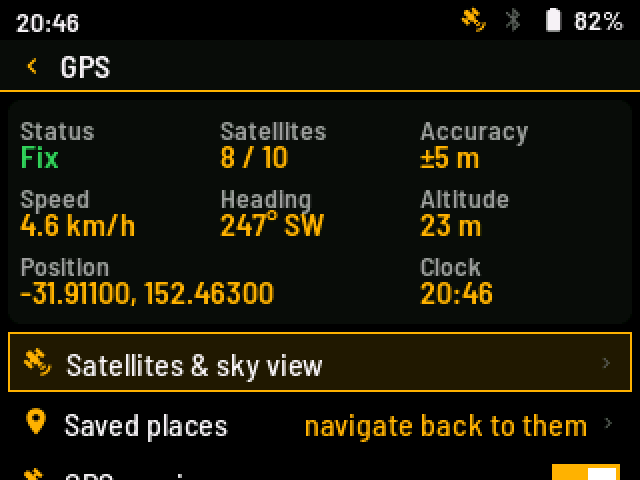 20:46 82%
GPS
Status Satellites Accuracy
Fix 8 / 10 ±5 m
Speed Heading Altitude
4.6 km/h 247° SW 23 m
Position Clock
-31.91100, 152.46300 20:46
Satellites & sky view
Saved places navigate back to them